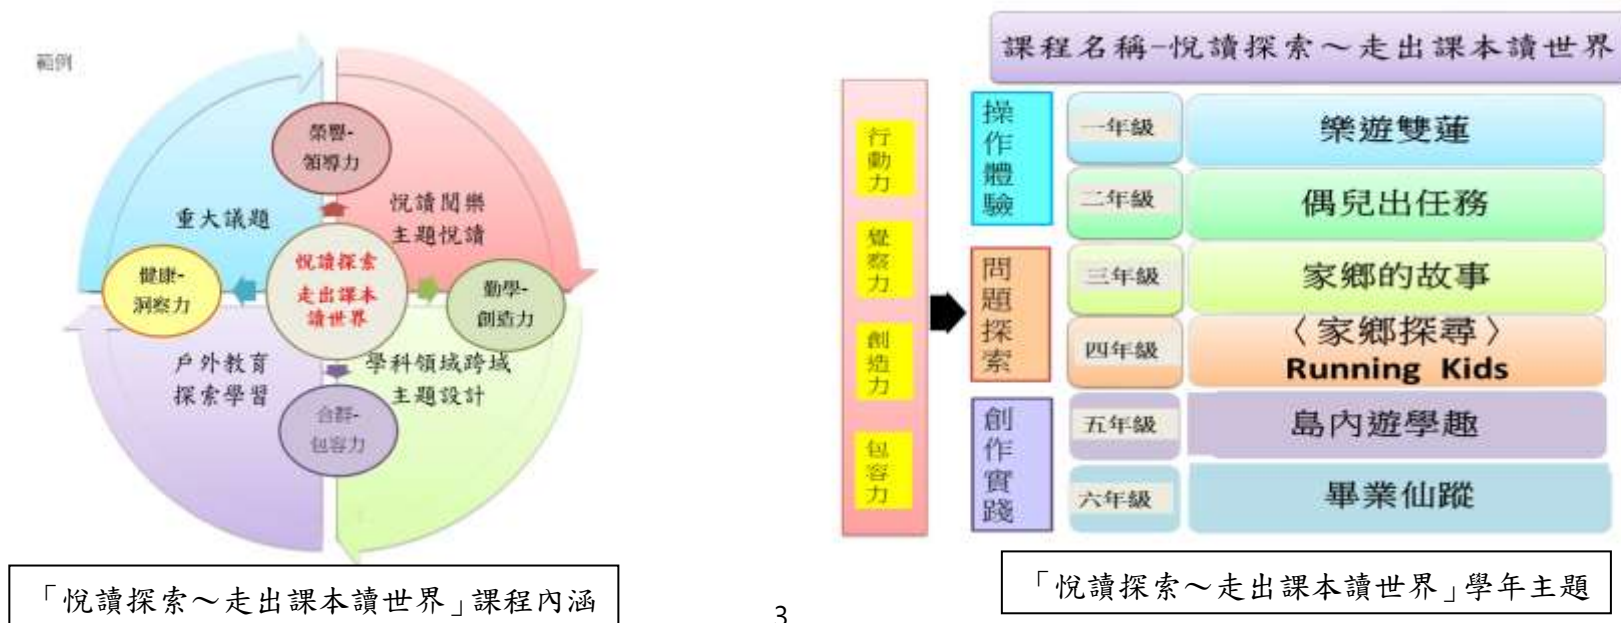 範例
榮譽-
領導力
重大議題
悅讀閱樂
主題悅讀
健康-
洞察力
悅讀探索
走出課本
讀世界
勤學-
創造力
戶外教育
探索學習
學科領域跨域
主題設計
合群-
包容力
「悅讀探索～走出課本讀世界」課程內涵
3
課程名稱-悅讀探索～走出課本讀世界
行動力
覺察力
創造力
包容力
操作體驗
一年級
樂遊雙蓮
二年級
偶兒出任務
問題探索
三年級
家鄉的故事
四年級
〈家鄉探尋〉
Running Kids
創作實踐
五年級
島內遊學趣
六年級
畢業仙蹤
「悅讀探索～走出課本讀世界」學年主題